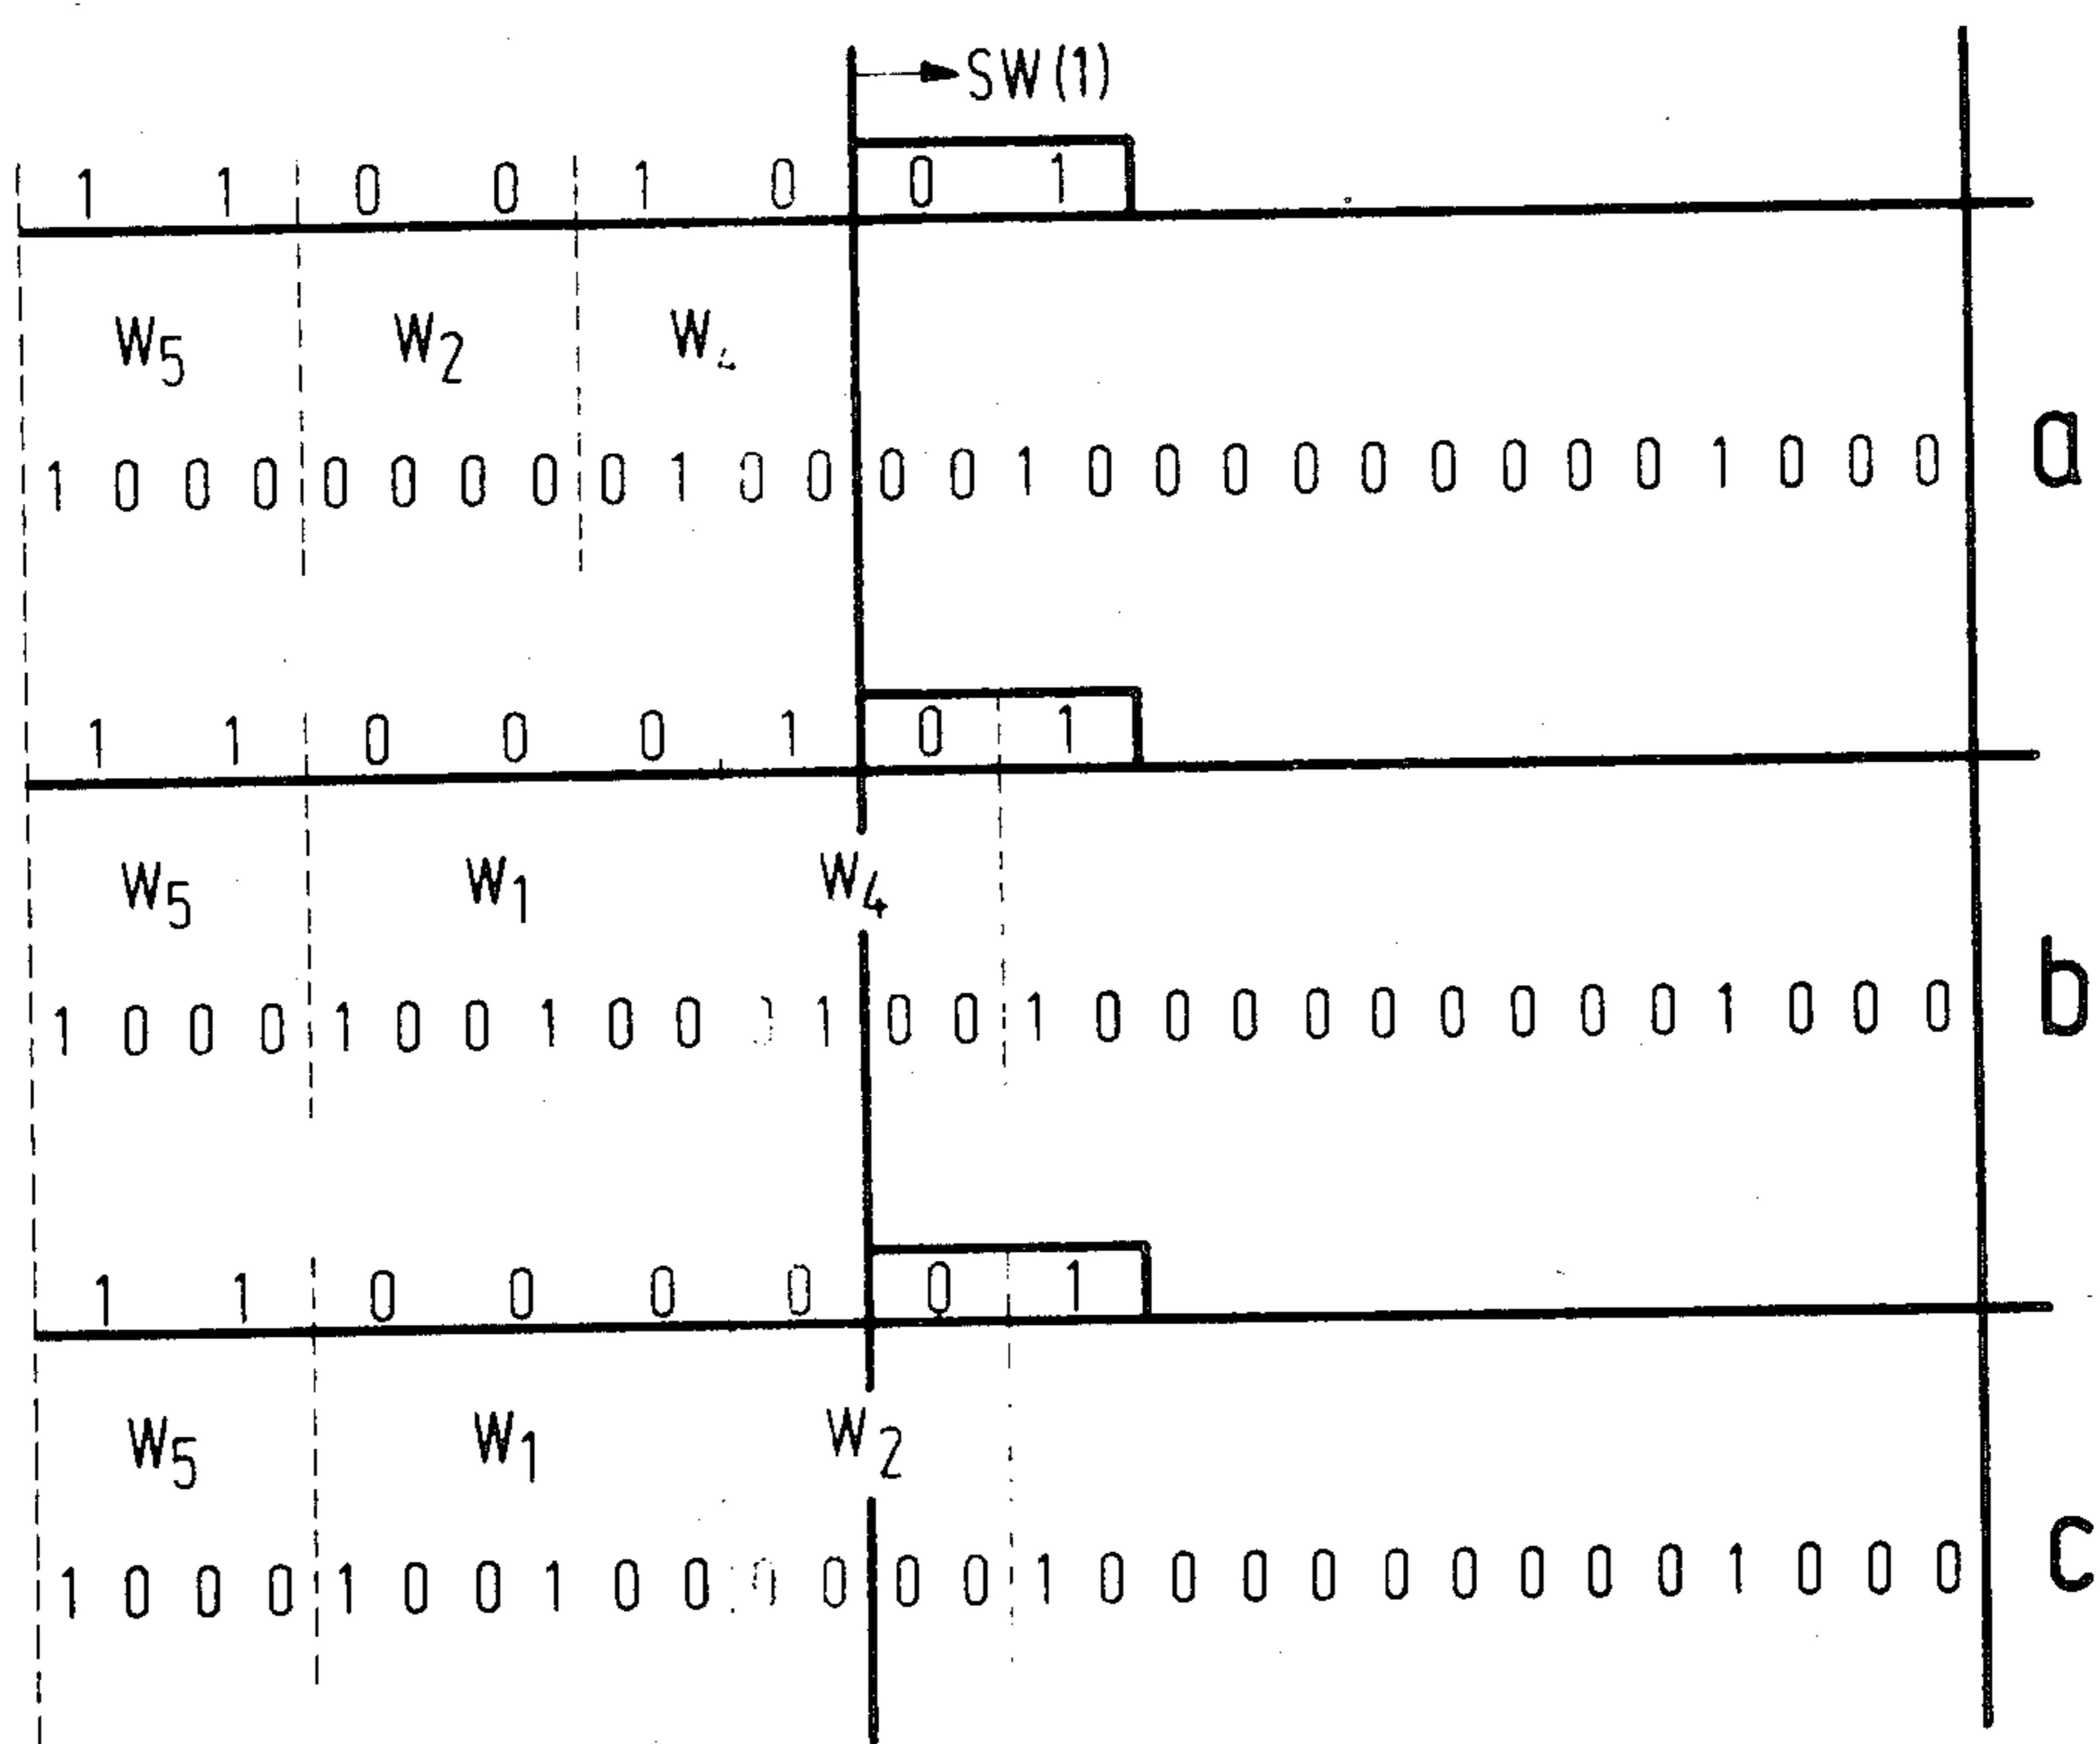 SW(1)
1 1 0 0 1 0 0 1
W5 W2 W4
1 0 0 0 0 0 0 0 0 1 0 0 0 0 1 0 0 0 0 0 0 0 0 0 1 0 0 0 a
1 1 0 0 0 1 0 1
W5 W1 W4
1 0 0 0 1 0 0 1 0 0 0 1 0 0 1 0 0 0 0 0 0 0 0 0 1 0 0 0 b
1 1 0 0 0 0 0 1
W5 W1 W2
1 0 0 0 1 0 0 1 0 0 0 0 0 0 1 0 0 0 0 0 0 0 0 0 1 0 0 0 c